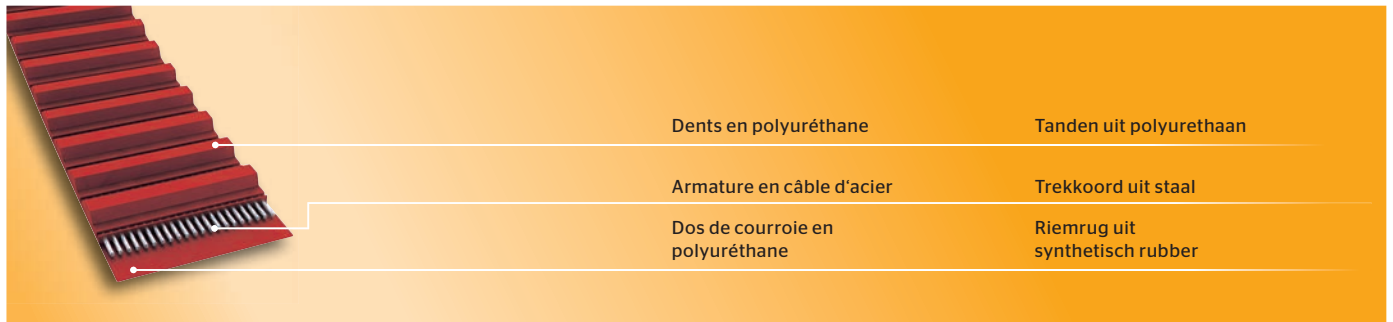 Dents en polyuréthane
Tanden uit polyurethaan
Armature en câble d‘acier
Trekkoord uit staal
Dos de courroie en
polyuréthane
Riemrug uit
synthetisch rubber